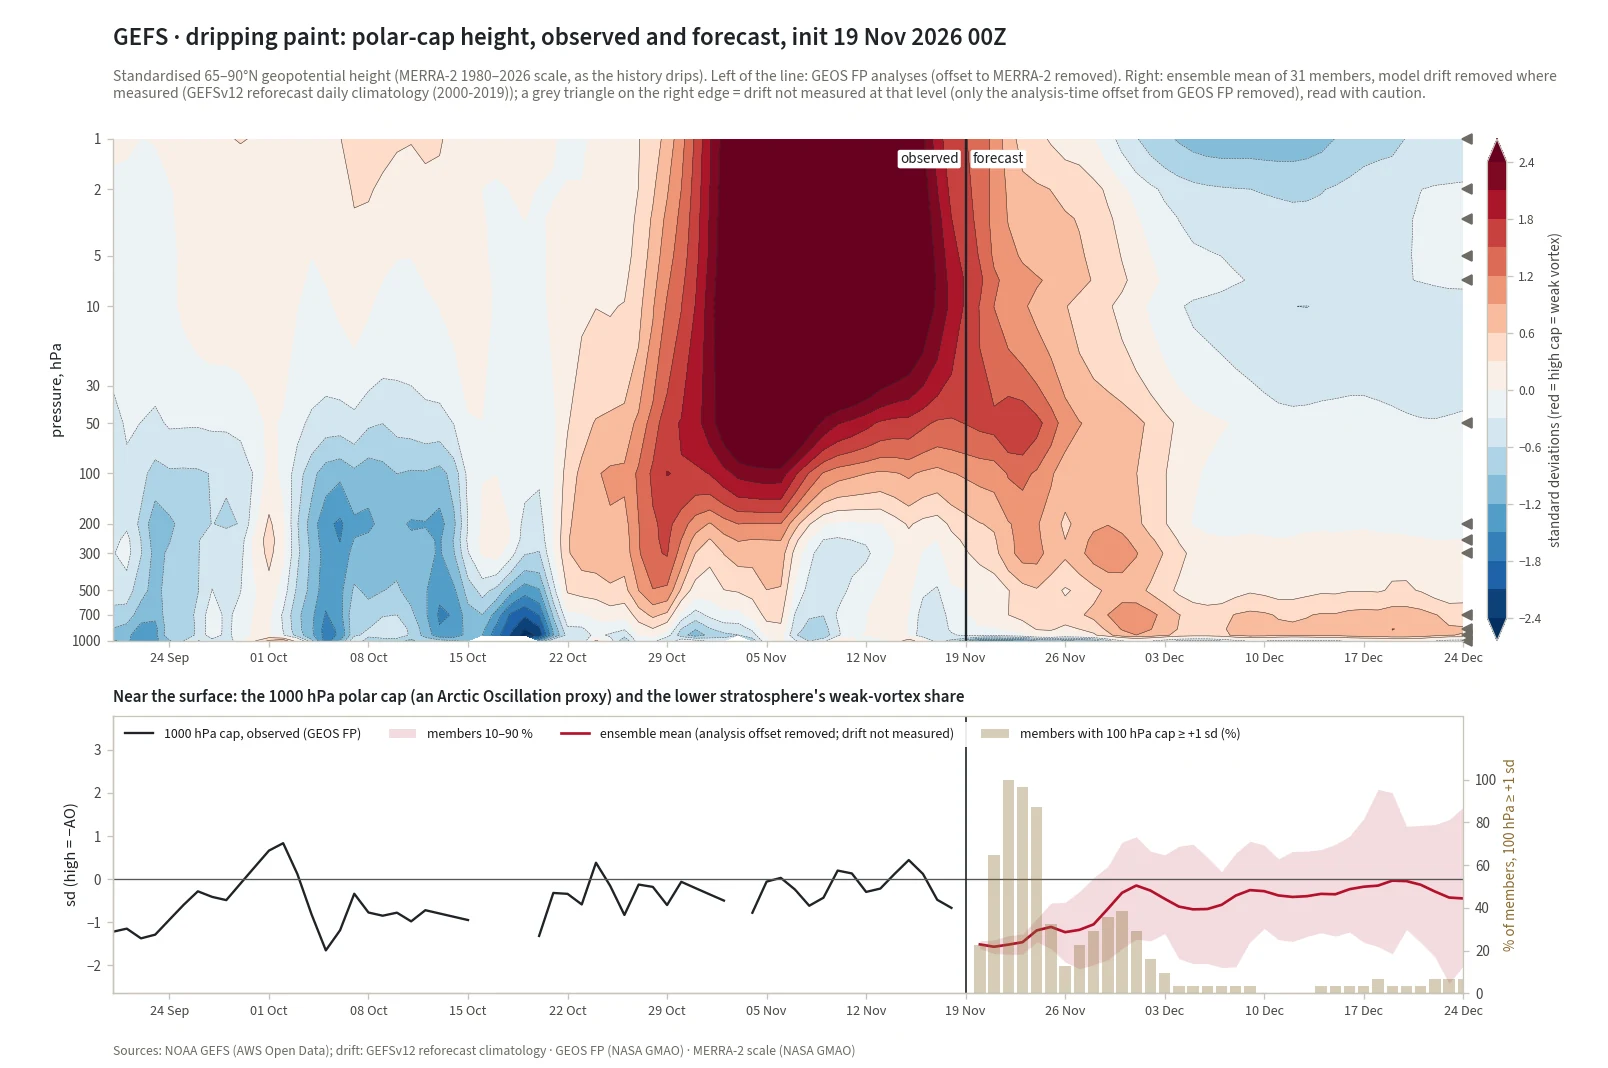 GEFS · dripping paint: polar-cap height, observed and forecast, init 19 Nov 2026 00Z
Standardised 65–90°N geopotential height (MERRA-2 1980–2026 scale, as the history drips). Left of the line: GEOS FP analyses (offset to MERRA-2 removed). Right: ensemble mean of 31 members, model drift removed where
measured (GEFSv12 reforecast daily climatology (2000-2019)); a grey triangle on the right edge = drift not measured at that level (only the analysis-time offset from GEOS FP removed), read with caution.
observed forecast
pressure, hPa
1
2
5
10
30
50
100
200
300
500
700
1000
24 Sep 01 Oct 08 Oct 15 Oct 22 Oct 29 Oct 05 Nov 12 Nov 19 Nov 26 Nov 03 Dec 10 Dec 17 Dec 24 Dec
2.4
1.8
1.2
0.6
0.0
−0.6
−1.2
−1.8
−2.4
standard deviations (red = high cap = weak vortex)
Near the surface: the 1000 hPa polar cap (an Arctic Oscillation proxy) and the lower stratosphere's weak-vortex share
1000 hPa cap, observed (GEOS FP) members 10–90 % ensemble mean (analysis offset removed; drift not measured) members with 100 hPa cap ≥ +1 sd (%)
sd (high = −AO)
3
2
1
0
−1
−2
100
80
60
40
20
0
% of members, 100 hPa ≥ +1 sd
24 Sep 01 Oct 08 Oct 15 Oct 22 Oct 29 Oct 05 Nov 12 Nov 19 Nov 26 Nov 03 Dec 10 Dec 17 Dec 24 Dec
Sources: NOAA GEFS (AWS Open Data); drift: GEFSv12 reforecast climatology · GEOS FP (NASA GMAO) · MERRA-2 scale (NASA GMAO)